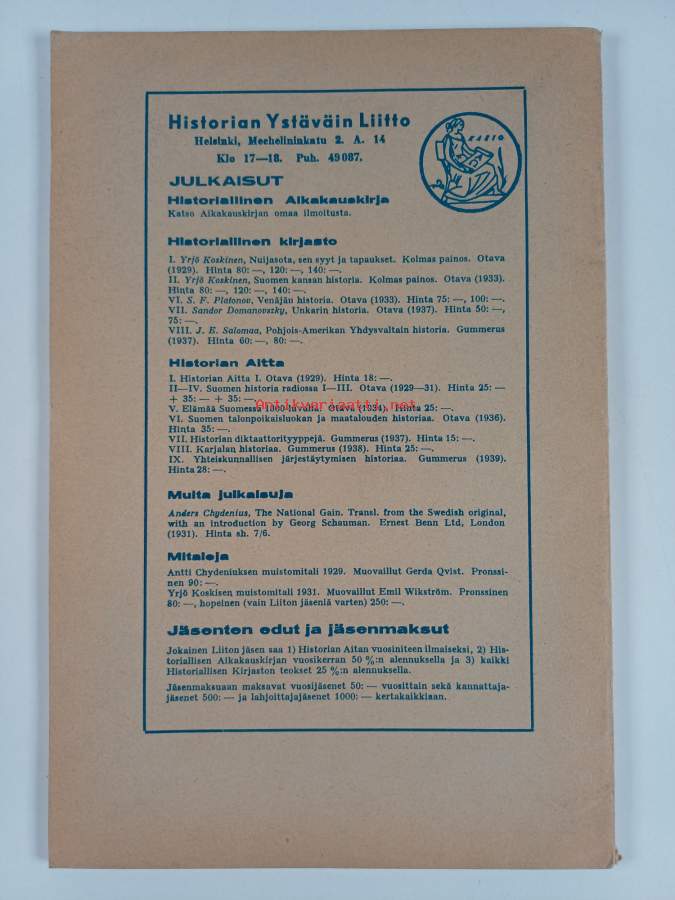 Historian Ystäväin Liitto
Helsinki, Mechelininkatu 2. A. 14
Klo 17—18. Puh. 49087.
KLEIO
JULKAISUT
Historiallinen Aikakauskirja
Katso Aikakauskirjan omaa ilmoitusta.
Historiallinen kirjasto
I. Yrjö Koskinen, Nuijasota, sen syyt ja tapaukset. Kolmas painos. Otava
(1929). Hinta 80: —, 120: —, 140: —.
II. Yrjö Koskinen, Suomen kansan historia. Kolmas painos. Otava (1933).
Hinta 80: —, 120: —, 140: —.
VI. S. F. Platonov, Venäjän historia. Otava (1933). Hinta 75: —, 100: —.
VII. Sandor Domanovszky, Unkarin historia. Otava (1937). Hinta 50: —,
75: —.
VIII. J. E. Salomaa, Pohjois-Amerikan Yhdysvaltain historia. Gummerus
(1937). Hinta 60: —, 80: —.
Historian Aitta
I. Historian Aitta I. Otava (1929). Hinta 18: —.
II—IV. Suomen historia radiossa I—III. Otava (1929—31). Hinta 25: —
+ 35: — + 35: —.
Antikvariaatti.net
V. Elämää Suomessa 1000-luvulla. Otava (1934). Hinta 25: —.
VI. Suomen talonpoikaisluokan ja maatalouden historiaa. Otava (1936).
Hinta 35: —.
VII. Historian diktaattorityyppejä. Gummerus (1937). Hinta 15: —.
VIII. Karjalan historiaa. Gummerus (1938). Hinta 25: —.
IX. Yhteiskunnallisen järjestäytymisen historiaa. Gummerus (1939).
Hinta 28: —.
Muita julkaisuja
Anders Chydenius, The National Gain. Transl. from the Swedish original,
with an introduction by Georg Schauman. Ernest Benn Ltd, London
(1931). Hinta sh. 7/6.
Mitaleja
Antti Chydeniuksen muistomitali 1929. Muovaillut Gerda Qvist. Pronssi-
nen 90: —.
Yrjö Koskisen muistomitali 1931. Muovaillut Emil Wikström. Pronssinen
80: —, hopeinen (vain Liiton jäseniä varten) 250: —.
Jäsenten edut ja jäsenmaksut
Jokainen Liiton jäsen saa 1) Historian Aitan vuosiniteen ilmaiseksi, 2) His-
toriallisen Aikakauskirjan vuosikerran 50 %:n alennuksella ja 3) kaikki
Historiallisen Kirjaston teokset 25 %:n alennuksella.
Jäsenmaksuaan maksavat vuosijäsenet 50: — vuosittain sekä kannattaja-
jäsenet 500: — ja lahjoittajajäsenet 1000: — kertakaikkiaan.